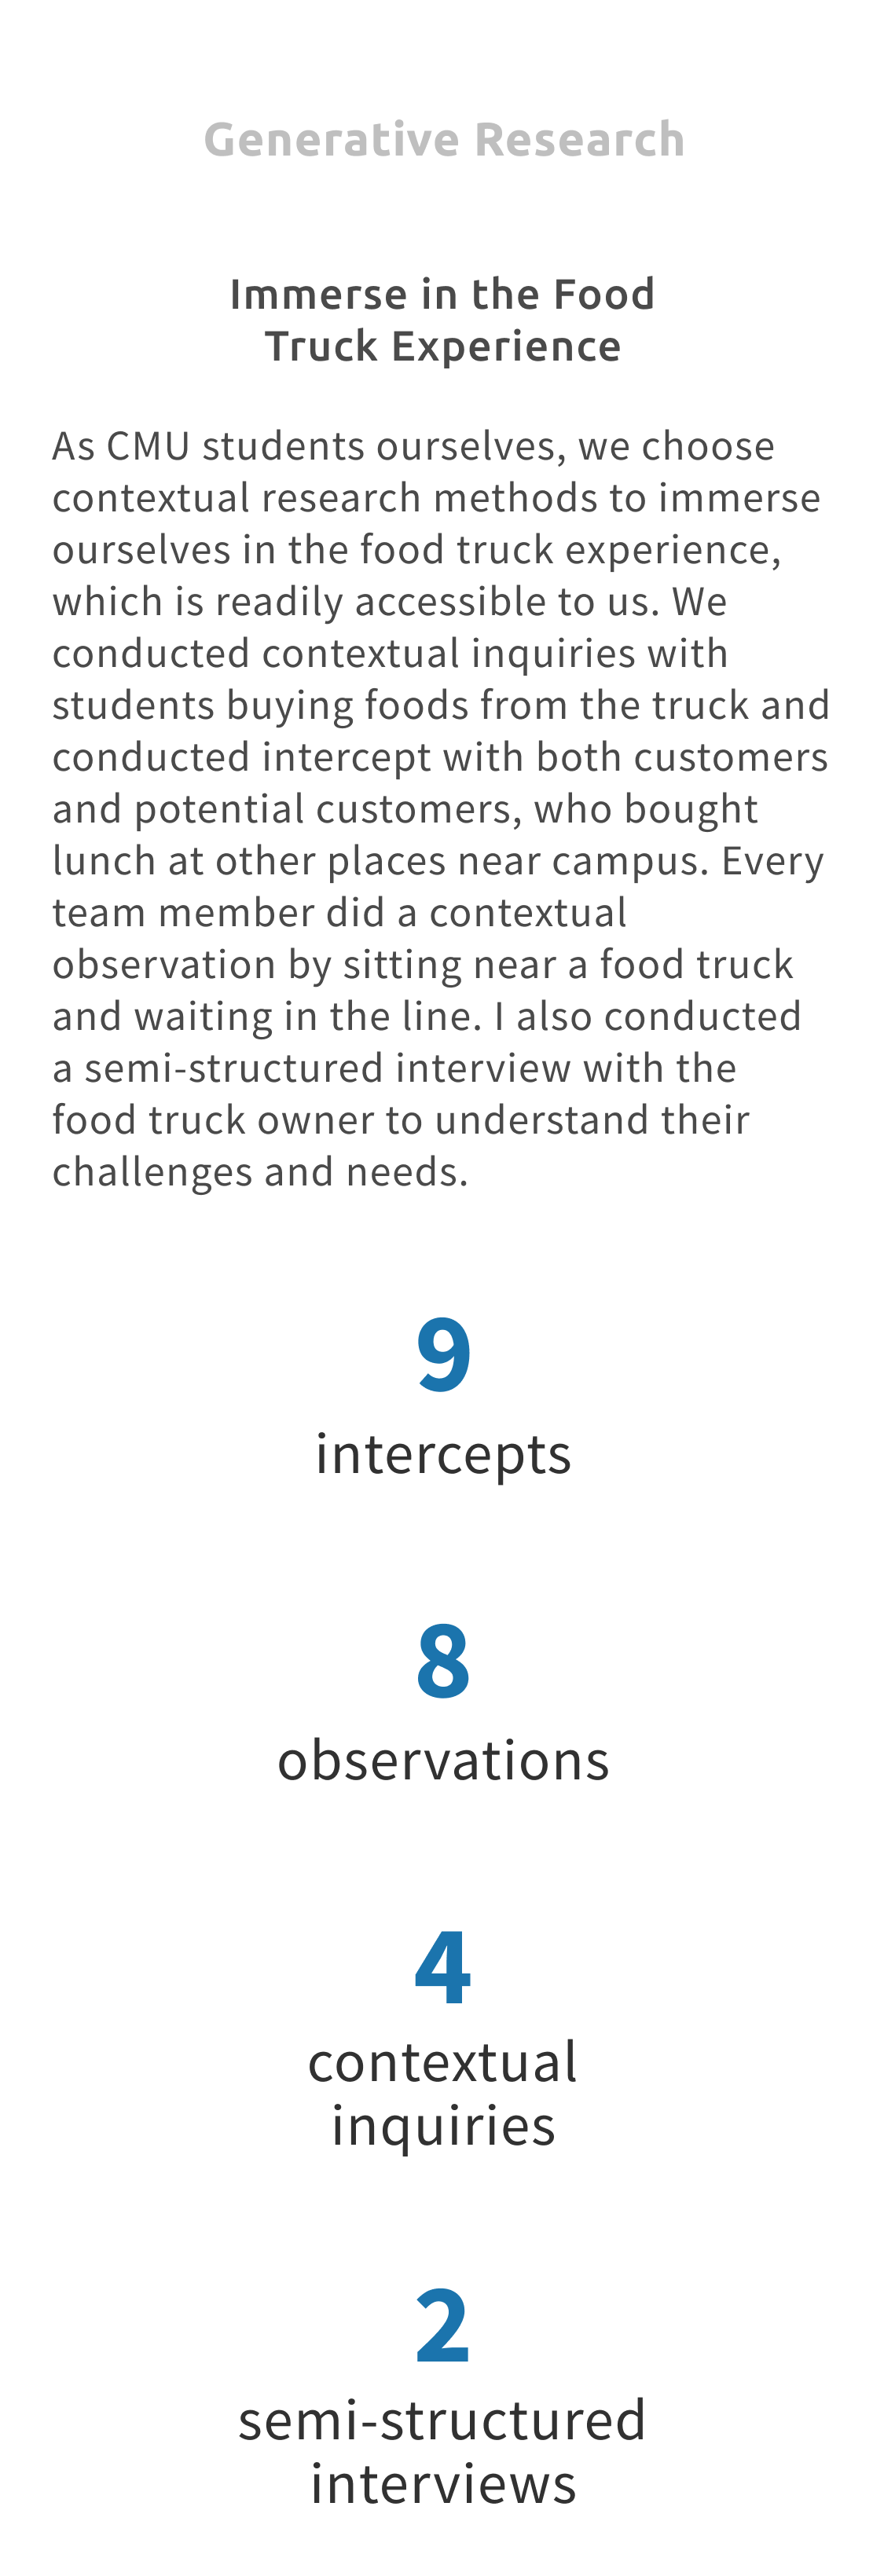 Generative Research
Immerse in the Food
Truck Experience
As CMU students ourselves, we choose
contextual research methods to immerse
ourselves in the food truck experience,
which is readily accessible to us. We
conducted contextual inquiries with
students buying foods from the truck and
conducted intercept with both customers
and potential customers, who bought
lunch at other places near campus. Every
team member did a contextual
observation by sitting near a food truck
and waiting in the line. I also conducted
a semi-structured interview with the
food truck owner to understand their
challenges and needs.
9
intercepts
8
observations
4
contextual
inquiries
2
semi-structured
interviews